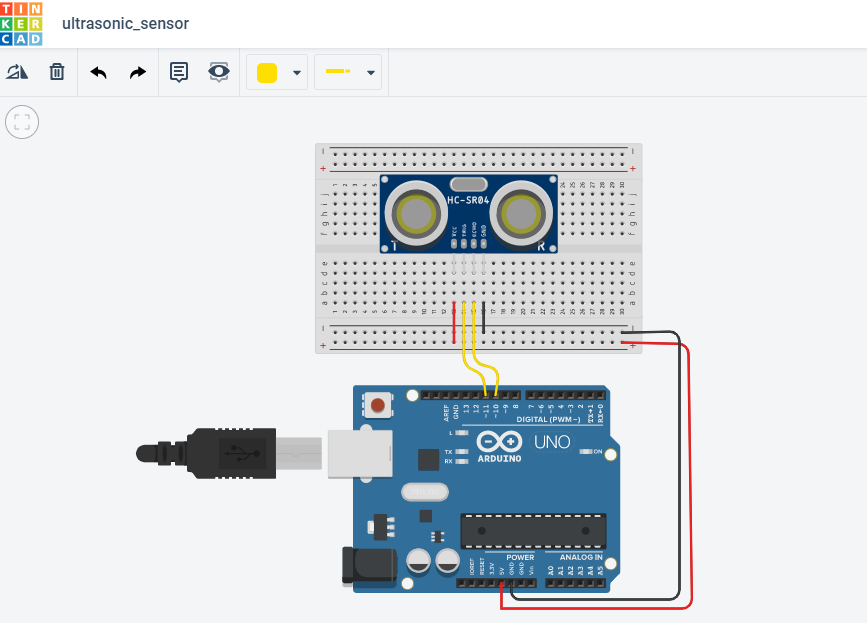 TIN
KER
CAD
ultrasonic_sensor
HC-SR04
VCC
TRIG
ECHO
GND
T
R
j
i
h
g
f
e
d
c
b
a
AREF
GND
13
12
~11
~10
~9
8
7
~6
~5
4
~3
2
TX→1
RX←0
DIGITAL (PWM~)
L
TX
RX
UNO
ARDUINO
ON
POWER
ANALOG IN
IOREF
RESET
3.3V
5V
GND
GND
Vin
A0
A1
A2
A3
A4
A5